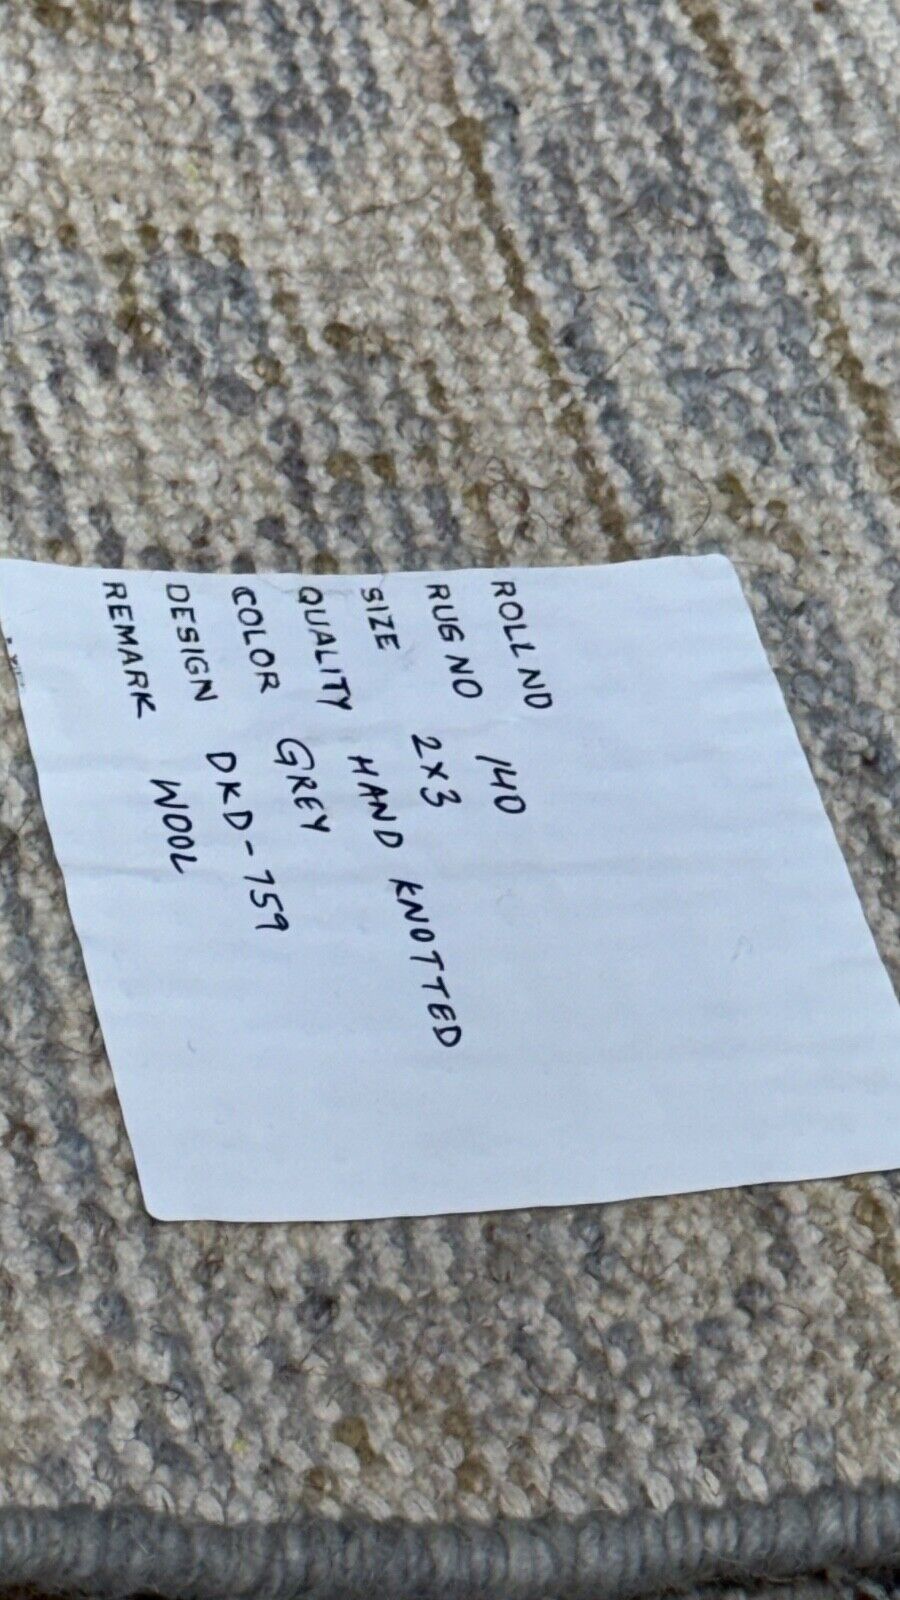 ROLL NO
RUG NO 140
SIZE 2X3
QUALITY HAND KNOTTED
COLOR GREY
DESIGN DKD-759
REMARK WOOL